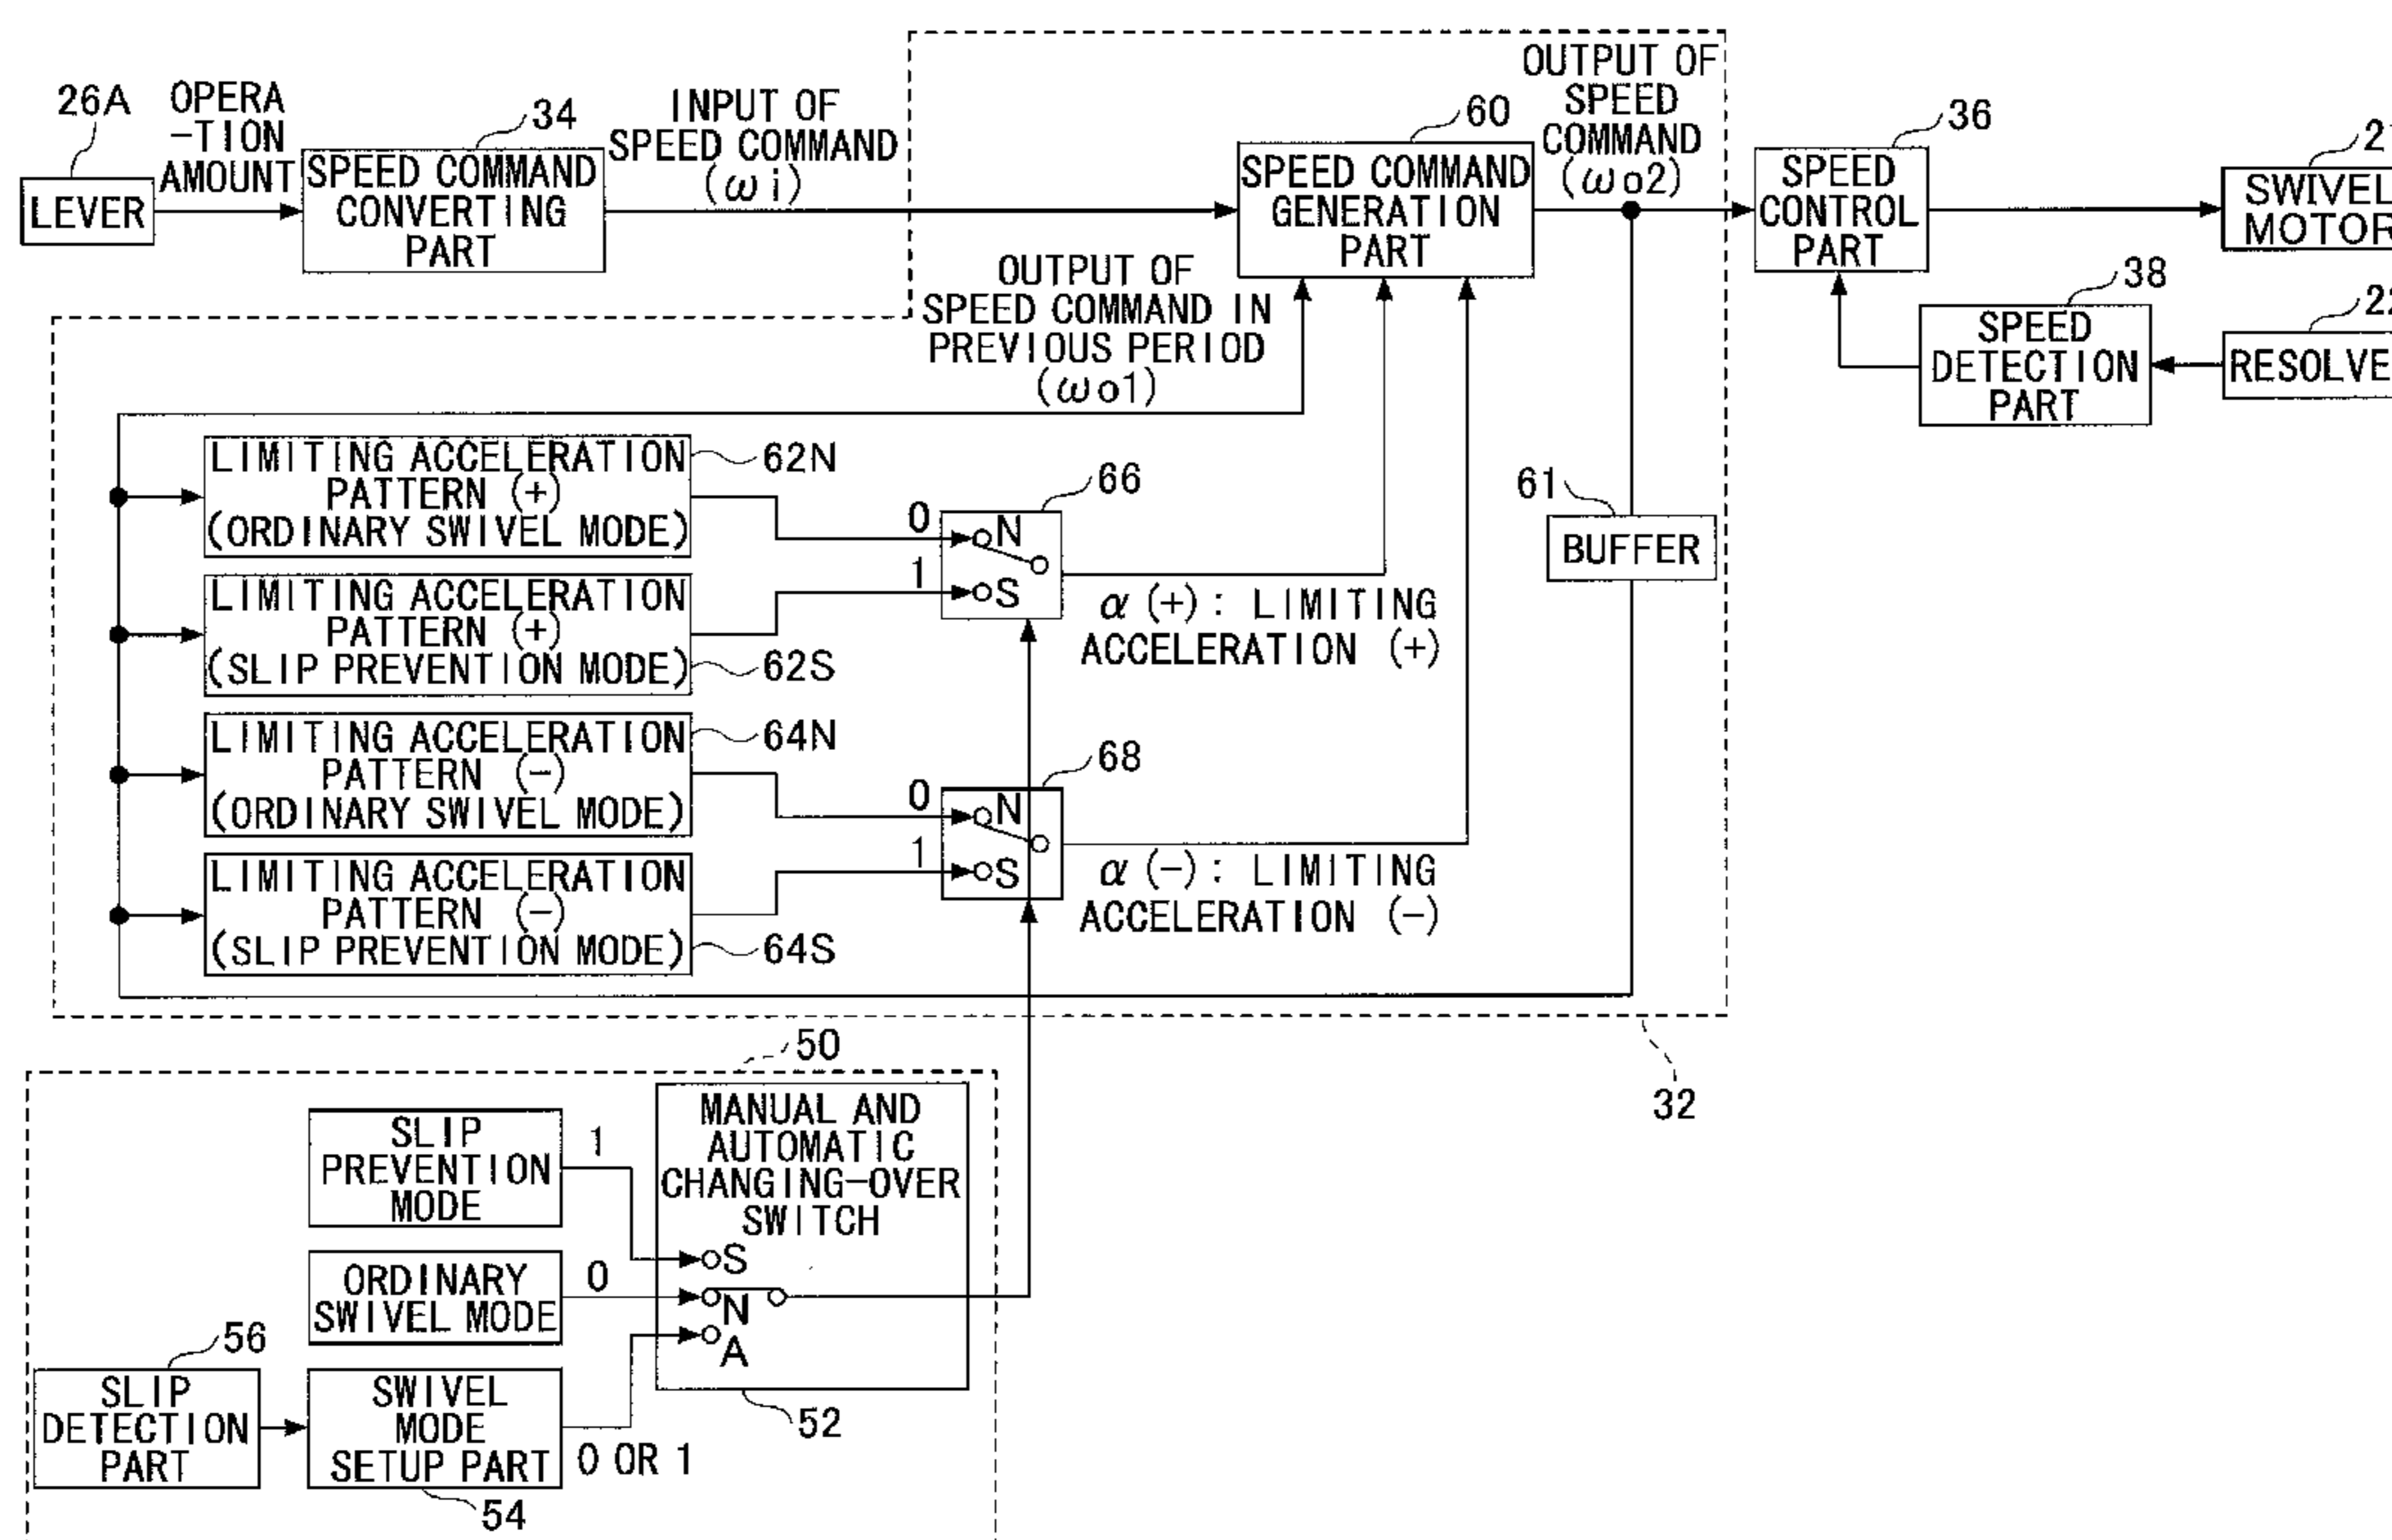 26A
OPERA
-TION
AMOUNT
LEVER
34
SPEED COMMAND
CONVERTING
PART
INPUT OF
SPEED COMMAND
(ωi)
60
SPEED COMMAND
GENERATION
PART
OUTPUT OF
SPEED
COMMAND
(ωo2)
36
SPEED
CONTROL
PART
SWIVEL
MOTOR
38
SPEED
DETECTION
PART
OUTPUT OF
SPEED COMMAND IN
PREVIOUS PERIOD
(ωo1)
LIMITING ACCELERATION
PATTERN (+)
(ORDINARY SWIVEL MODE)
62N
LIMITING ACCELERATION
PATTERN (+)
(SLIP PREVENTION MODE)
62S
LIMITING ACCELERATION
PATTERN (-)
(ORDINARY SWIVEL MODE)
64N
LIMITING ACCELERATION
PATTERN (-)
(SLIP PREVENTION MODE)
64S
66
0
N
1
S
α(+): LIMITING
ACCELERATION (+)
61
BUFFER
68
0
N
1
S
α(-): LIMITING
ACCELERATION (-)
32
50
SLIP
PREVENTION
MODE
1
ORDINARY
SWIVEL MODE
0
MANUAL AND
AUTOMATIC
CHANGING-OVER
SWITCH
S
N
A
52
56
SLIP
DETECTION
PART
SWIVEL
MODE
SETUP PART
0 OR 1
54